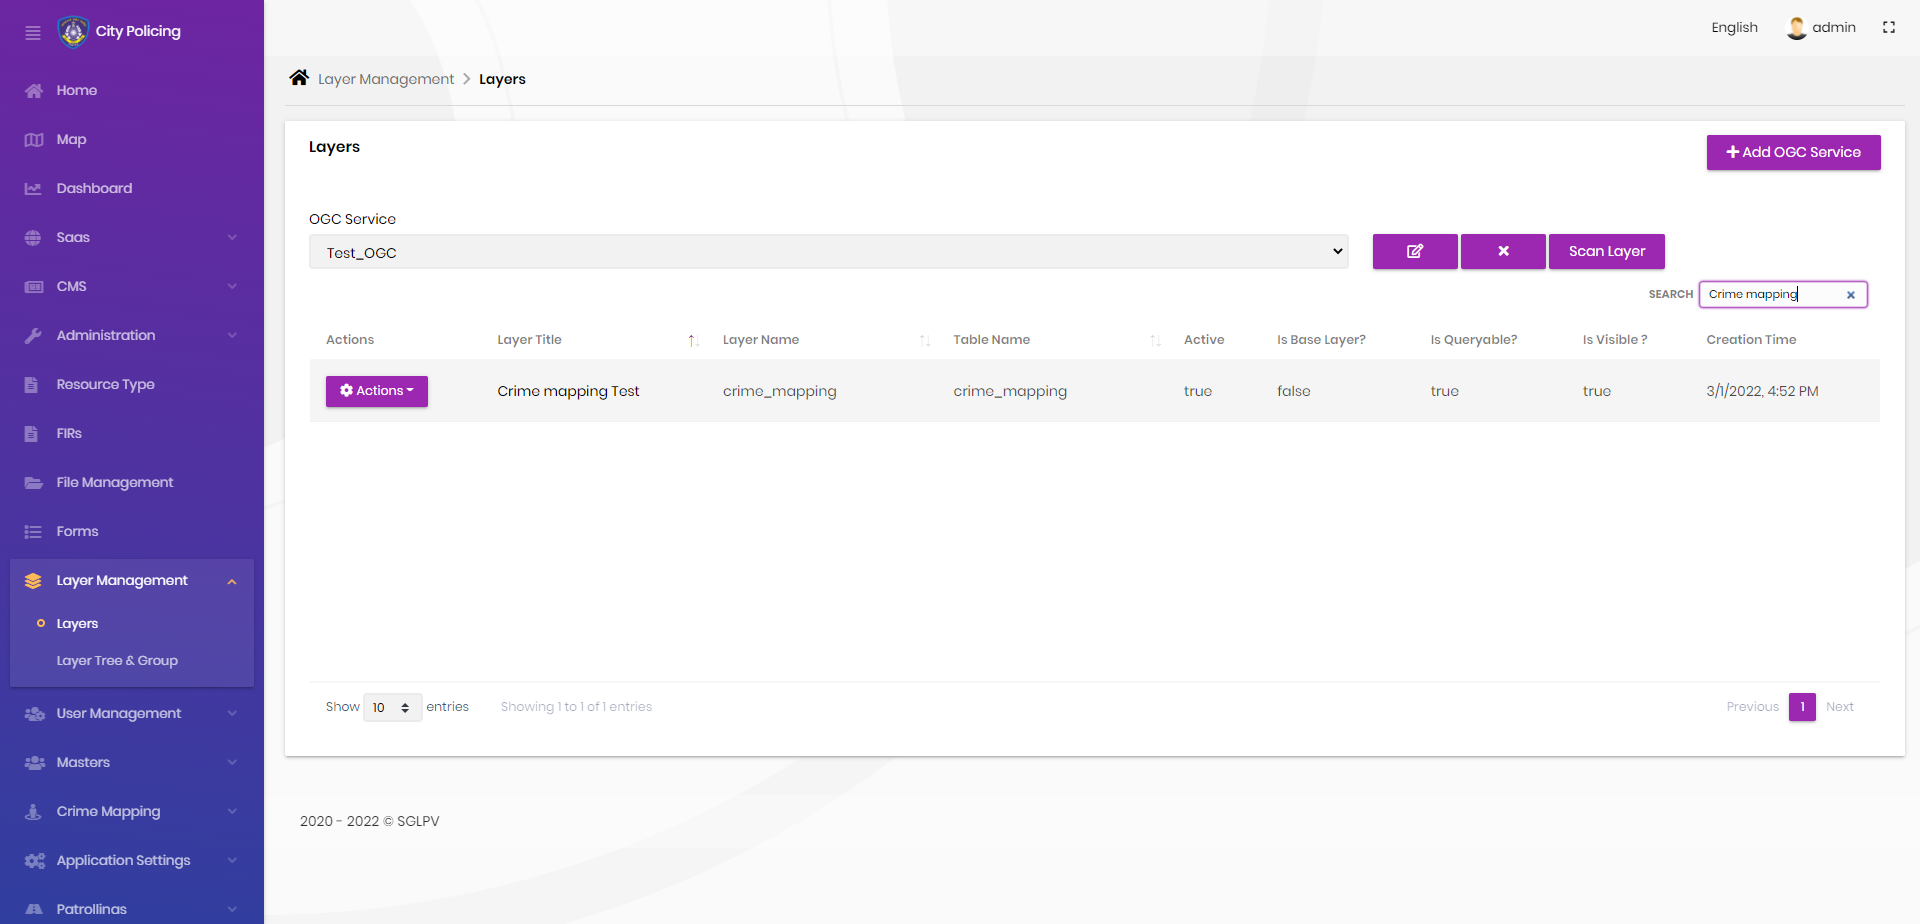 City Policing
Home
Map
Dashboard
Saas
CMS
Administration
Resource Type
FIRs
File Management
Forms
Layer Management
Layers
Layer Tree & Group
User Management
Masters
Crime Mapping
Application Settings
Patrollinas
English
admin
Layer Management > Layers
Layers
+ Add OGC Service
OGC Service
Test_OGC
Scan Layer
SEARCH Crime mapping
Actions Layer Title Layer Name Table Name Active Is Base Layer? Is Queryable? Is Visible ? Creation Time
Actions Crime mapping Test crime_mapping crime_mapping true false true true 3/1/2022, 4:52 PM
Show 10 entries Showing 1 to 1 of 1 entries
Previous 1 Next
2020 - 2022 © SGLPV